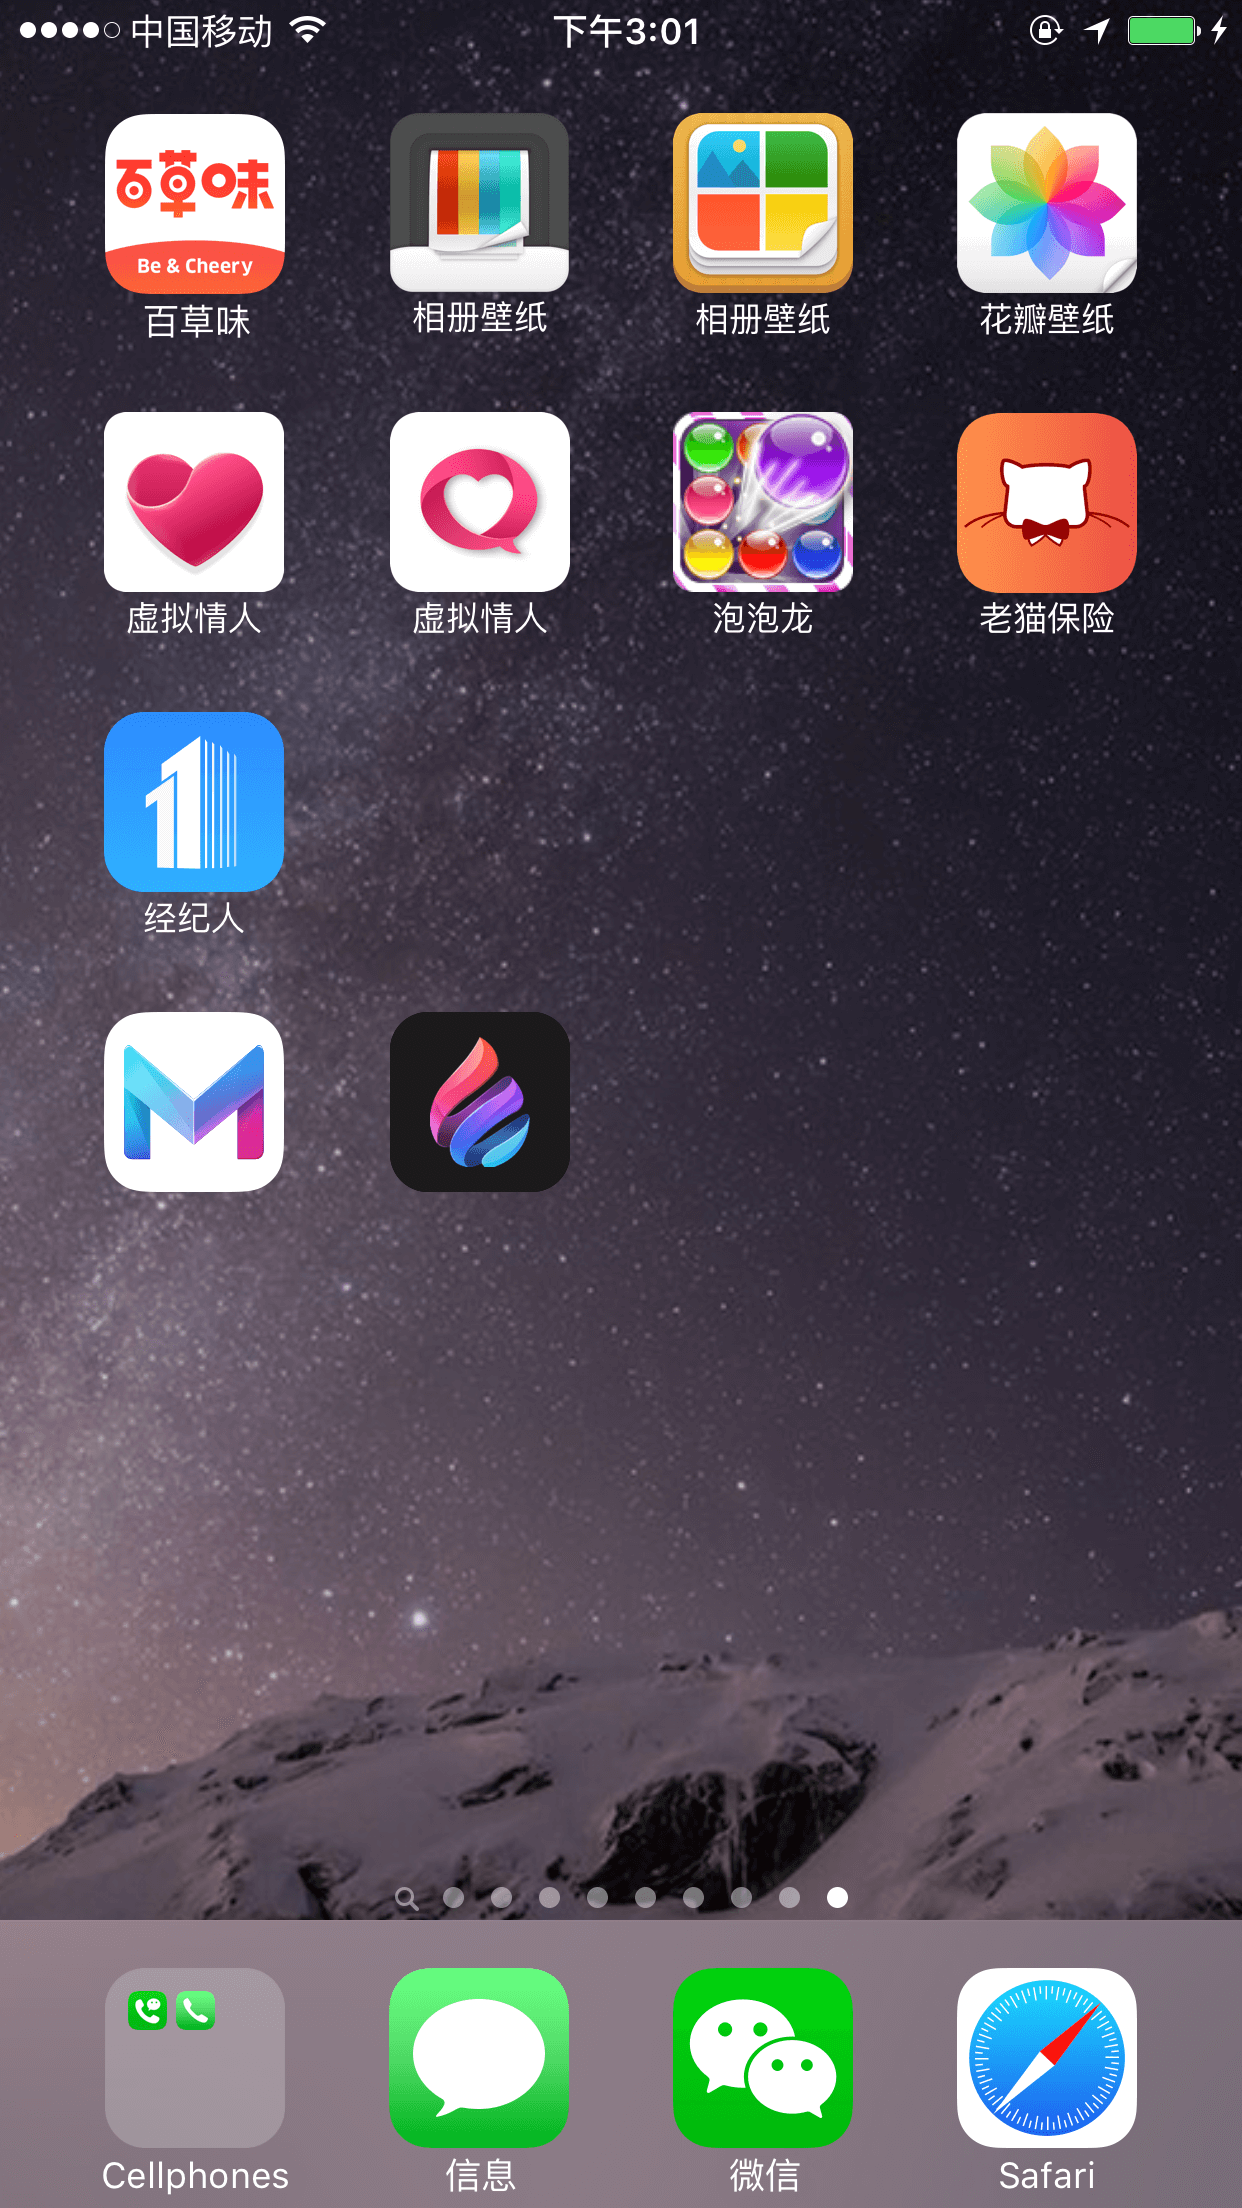 中国移动
下午3:01
百草味
Be & Cheery
百草味
相册壁纸
相册壁纸
花瓣壁纸
虚拟情人
虚拟情人
泡泡龙
老猫保险
经纪人
Cellphones
信息
微信
Safari